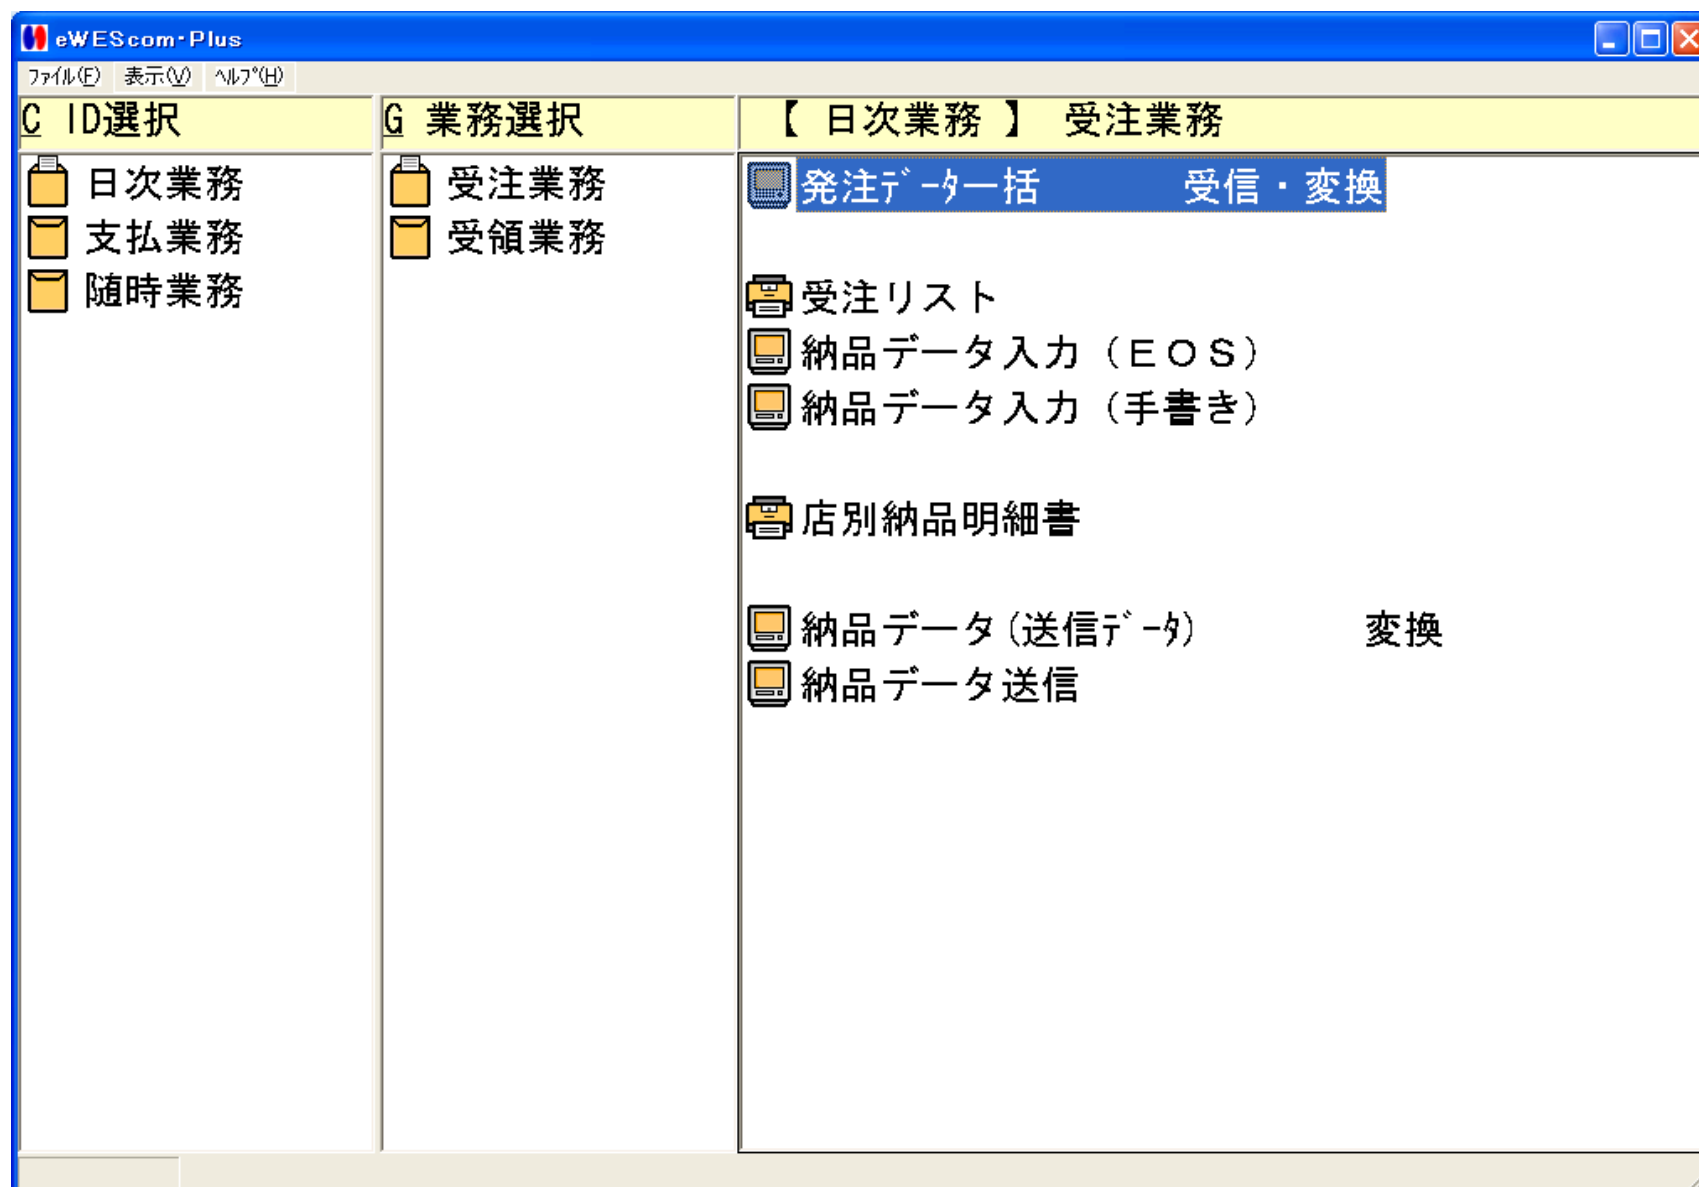 eWEScom･Plus
ﾌｧｲﾙ(F) 表示(V) ﾍﾙﾌﾟ(H)
C ID選択
日次業務
支払業務
随時業務
G 業務選択
受注業務
受領業務
【 日次業務 】 受注業務
発注ﾃﾞｰﾀ一括 受信・変換
受注リスト
納品データ入力（ＥＯＳ）
納品データ入力（手書き）
店別納品明細書
納品データ(送信ﾃﾞｰﾀ) 変換
納品データ送信